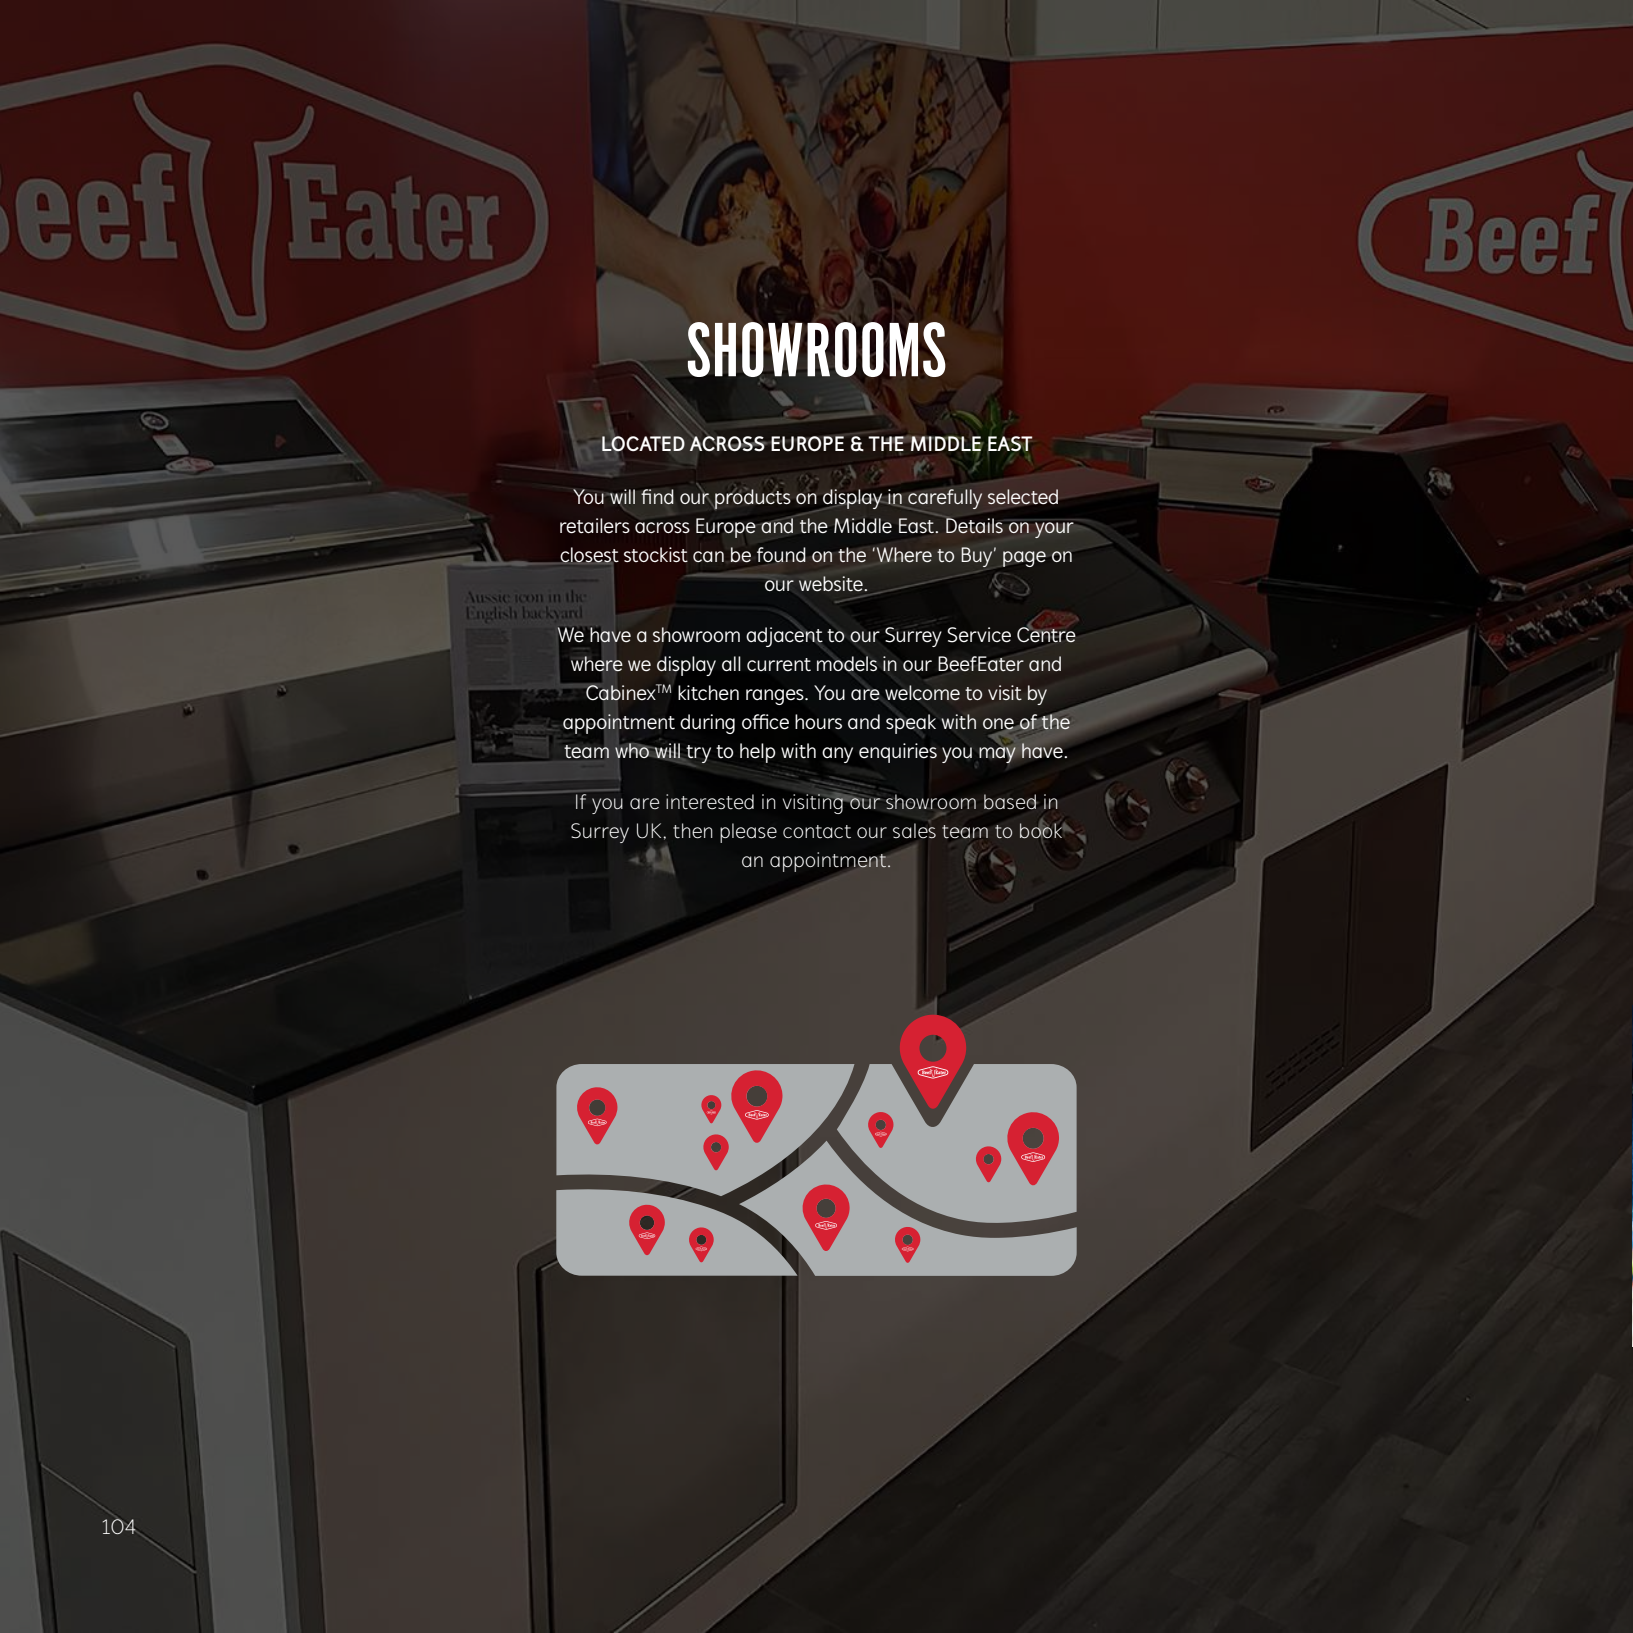 Beef Eater
Beef
SHOWROOMS
LOCATED ACROSS EUROPE & THE MIDDLE EAST
You will find our products on display in carefully selected
retailers across Europe and the Middle East. Details on your
closest stockist can be found on the ‘Where to Buy’ page on
our website.
Aussie icon in the
English backyard
We have a showroom adjacent to our Surrey Service Centre
where we display all current models in our BeefEater and
Cabinex™ kitchen ranges. You are welcome to visit by
appointment during office hours and speak with one of the
team who will try to help with any enquiries you may have.
If you are interested in visiting our showroom based in
Surrey UK, then please contact our sales team to book
an appointment.
BeefEater
104